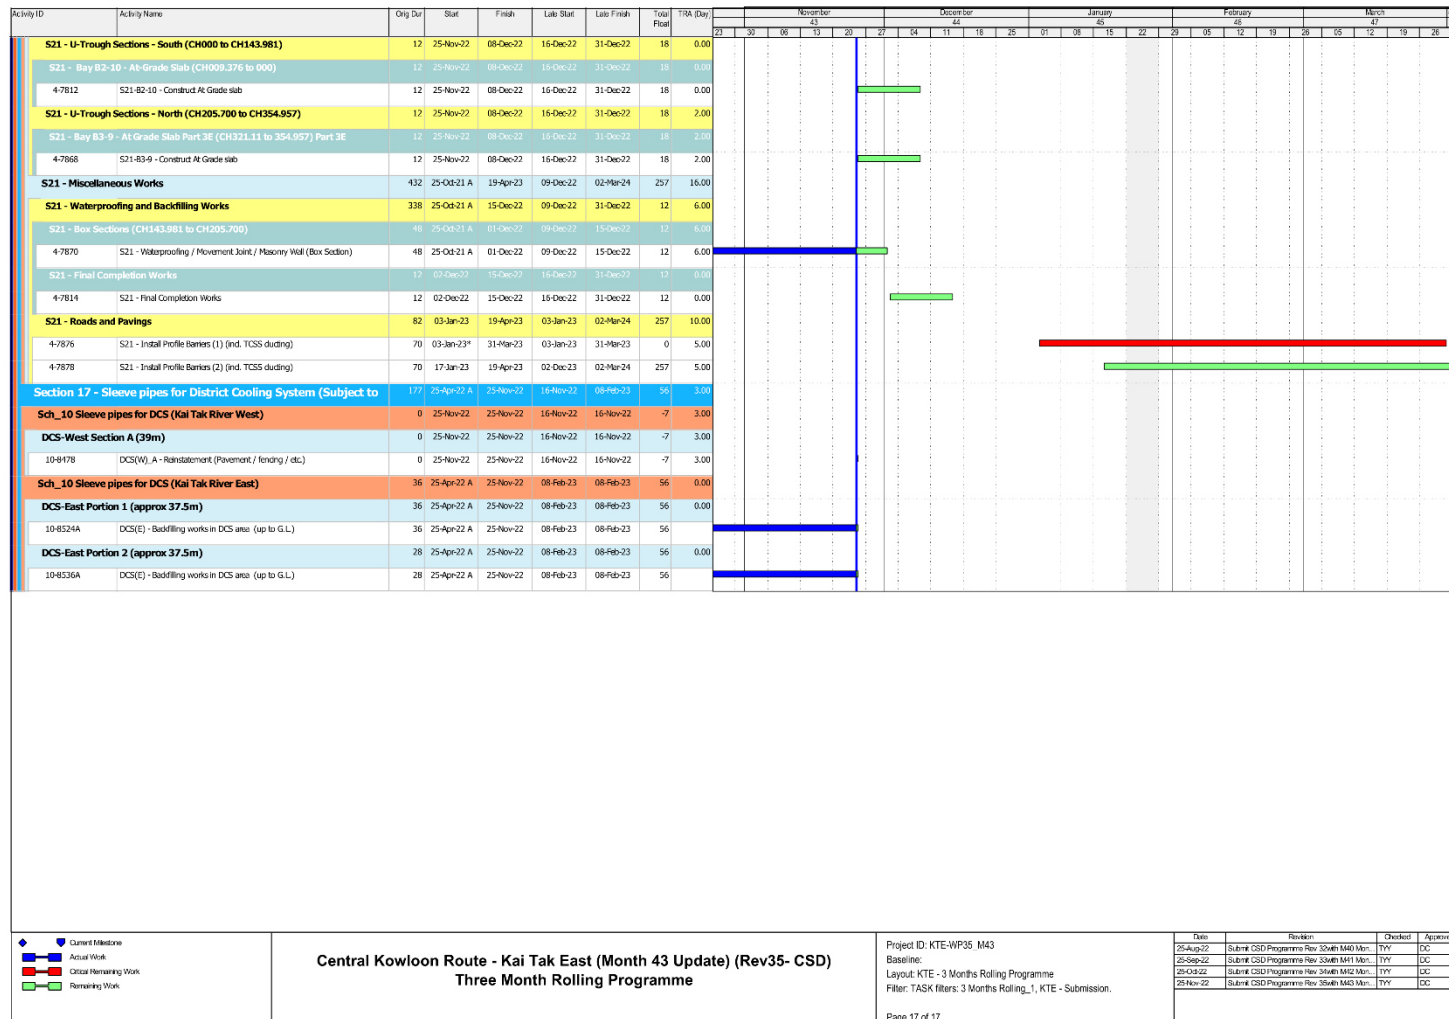 Activity ID Activity Name Orig Dur Start Finish Late Start Late Finish Total Float TRA (Day) November December January February March
43 44 45 46 47
23 30 06 13 20 27 04 11 18 25 01 08 15 22 29 05 12 19 26 05 12 19 26
S21 - U-Trough Sections - South (CH000 to CH143.981) 12 25-Nov-22 08-Dec-22 16-Dec-22 31-Dec-22 18 0.00
S21 - Bay B2-10 - At-Grade Slab (CH009.376 to 000) 12 25-Nov-22 08-Dec-22 16-Dec-22 31-Dec-22 18 0.00
4-7812 S21-B2-10 - Construct At Grade slab 12 25-Nov-22 08-Dec-22 16-Dec-22 31-Dec-22 18 0.00
S21 - U-Trough Sections - North (CH205.700 to CH354.957) 12 25-Nov-22 08-Dec-22 16-Dec-22 31-Dec-22 18 2.00
S21 - Bay B3-9 - At Grade Slab Part 3E (CH321.11 to 354.957) Part 3E 12 25-Nov-22 08-Dec-22 16-Dec-22 31-Dec-22 18 2.00
4-7868 S21-B3-9 - Construct At Grade slab 12 25-Nov-22 08-Dec-22 16-Dec-22 31-Dec-22 18 2.00
S21 - Miscellaneous Works 432 25-Oct-21 A 19-Apr-23 09-Dec-22 02-Mar-24 257 16.00
S21 - Waterproofing and Backfilling Works 338 25-Oct-21 A 15-Dec-22 09-Dec-22 31-Dec-22 12 6.00
S21 - Box Sections (CH143.981 to CH205.700) 48 25-Oct-21 A 01-Dec-22 09-Dec-22 15-Dec-22 12 6.00
4-7870 S21 - Waterproofing / Movement Joint / Masonry Wall (Box Section) 48 25-Oct-21 A 01-Dec-22 09-Dec-22 15-Dec-22 12 6.00
S21 - Final Completion Works 12 02-Dec-22 15-Dec-22 16-Dec-22 31-Dec-22 12 0.00
4-7814 S21 - Final Completion Works 12 02-Dec-22 15-Dec-22 16-Dec-22 31-Dec-22 12 0.00
S21 - Roads and Pavings 82 03-Jan-23 19-Apr-23 03-Jan-23 02-Mar-24 257 10.00
4-7876 S21 - Install Profile Barriers (1) (incl. TCSS ducting) 70 03-Jan-23* 31-Mar-23 03-Jan-23 31-Mar-23 0 5.00
4-7878 S21 - Install Profile Barriers (2) (incl. TCSS ducting) 70 17-Jan-23 19-Apr-23 02-Dec-23 02-Mar-24 257 5.00
Section 17 - Sleeve pipes for District Cooling System (Subject to 177 25-Apr-22 A 25-Nov-22 16-Nov-22 08-Feb-23 56 3.00
Sch_10 Sleeve pipes for DCS (Kai Tak River West) 0 25-Nov-22 25-Nov-22 16-Nov-22 16-Nov-22 -7 3.00
DCS-West Section A (39m) 0 25-Nov-22 25-Nov-22 16-Nov-22 16-Nov-22 -7 3.00
10-8478 DCS(W)_A - Reinstatement (Pavement / fencing / etc.) 0 25-Nov-22 25-Nov-22 16-Nov-22 16-Nov-22 -7 3.00
Sch_10 Sleeve pipes for DCS (Kai Tak River East) 36 25-Apr-22 A 25-Nov-22 08-Feb-23 08-Feb-23 56 0.00
DCS-East Portion 1 (approx 37.5m) 36 25-Apr-22 A 25-Nov-22 08-Feb-23 08-Feb-23 56 0.00
10-8524A DCS(E) - Backfilling works in DCS area (up to G.L.) 36 25-Apr-22 A 25-Nov-22 08-Feb-23 08-Feb-23 56
DCS-East Portion 2 (approx 37.5m) 28 25-Apr-22 A 25-Nov-22 08-Feb-23 08-Feb-23 56 0.00
10-8536A DCS(E) - Backfilling works in DCS area (up to G.L.) 28 25-Apr-22 A 25-Nov-22 08-Feb-23 08-Feb-23 56
Current Milestone
Actual Work
Critical Remaining Work
Remaining Work
Central Kowloon Route - Kai Tak East (Month 43 Update) (Rev35- CSD)
Three Month Rolling Programme
Project ID: KTE-WP35_M43
Baseline:
Layout: KTE - 3 Months Rolling Programme
Filter: TASK filters: 3 Months Rolling_1, KTE - Submission.
Page 17 of 17
Date Revision Checked Approve
25-Aug-22 Submit CSD Programme Rev 32with M40 Mon... TYY DC
25-Sep-22 Submit CSD Programme Rev 33with M41 Mon... TYY DC
25-Oct-22 Submit CSD Programme Rev 34with M42 Mon... TYY DC
25-Nov-22 Submit CSD Programme Rev 35with M43 Mon... TYY DC